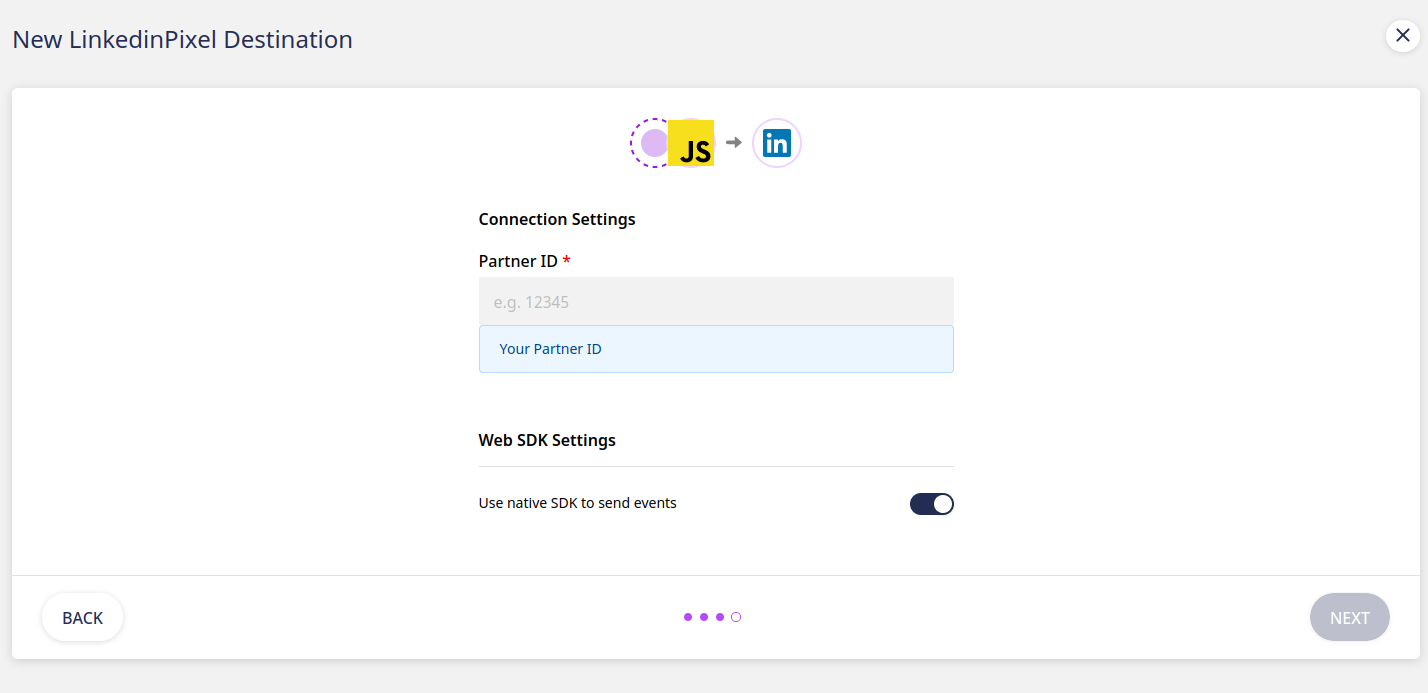 New LinkedinPixel Destination
JS
in
Connection Settings
Partner ID *
e.g. 12345
Your Partner ID
Web SDK Settings
Use native SDK to send events
BACK
NEXT